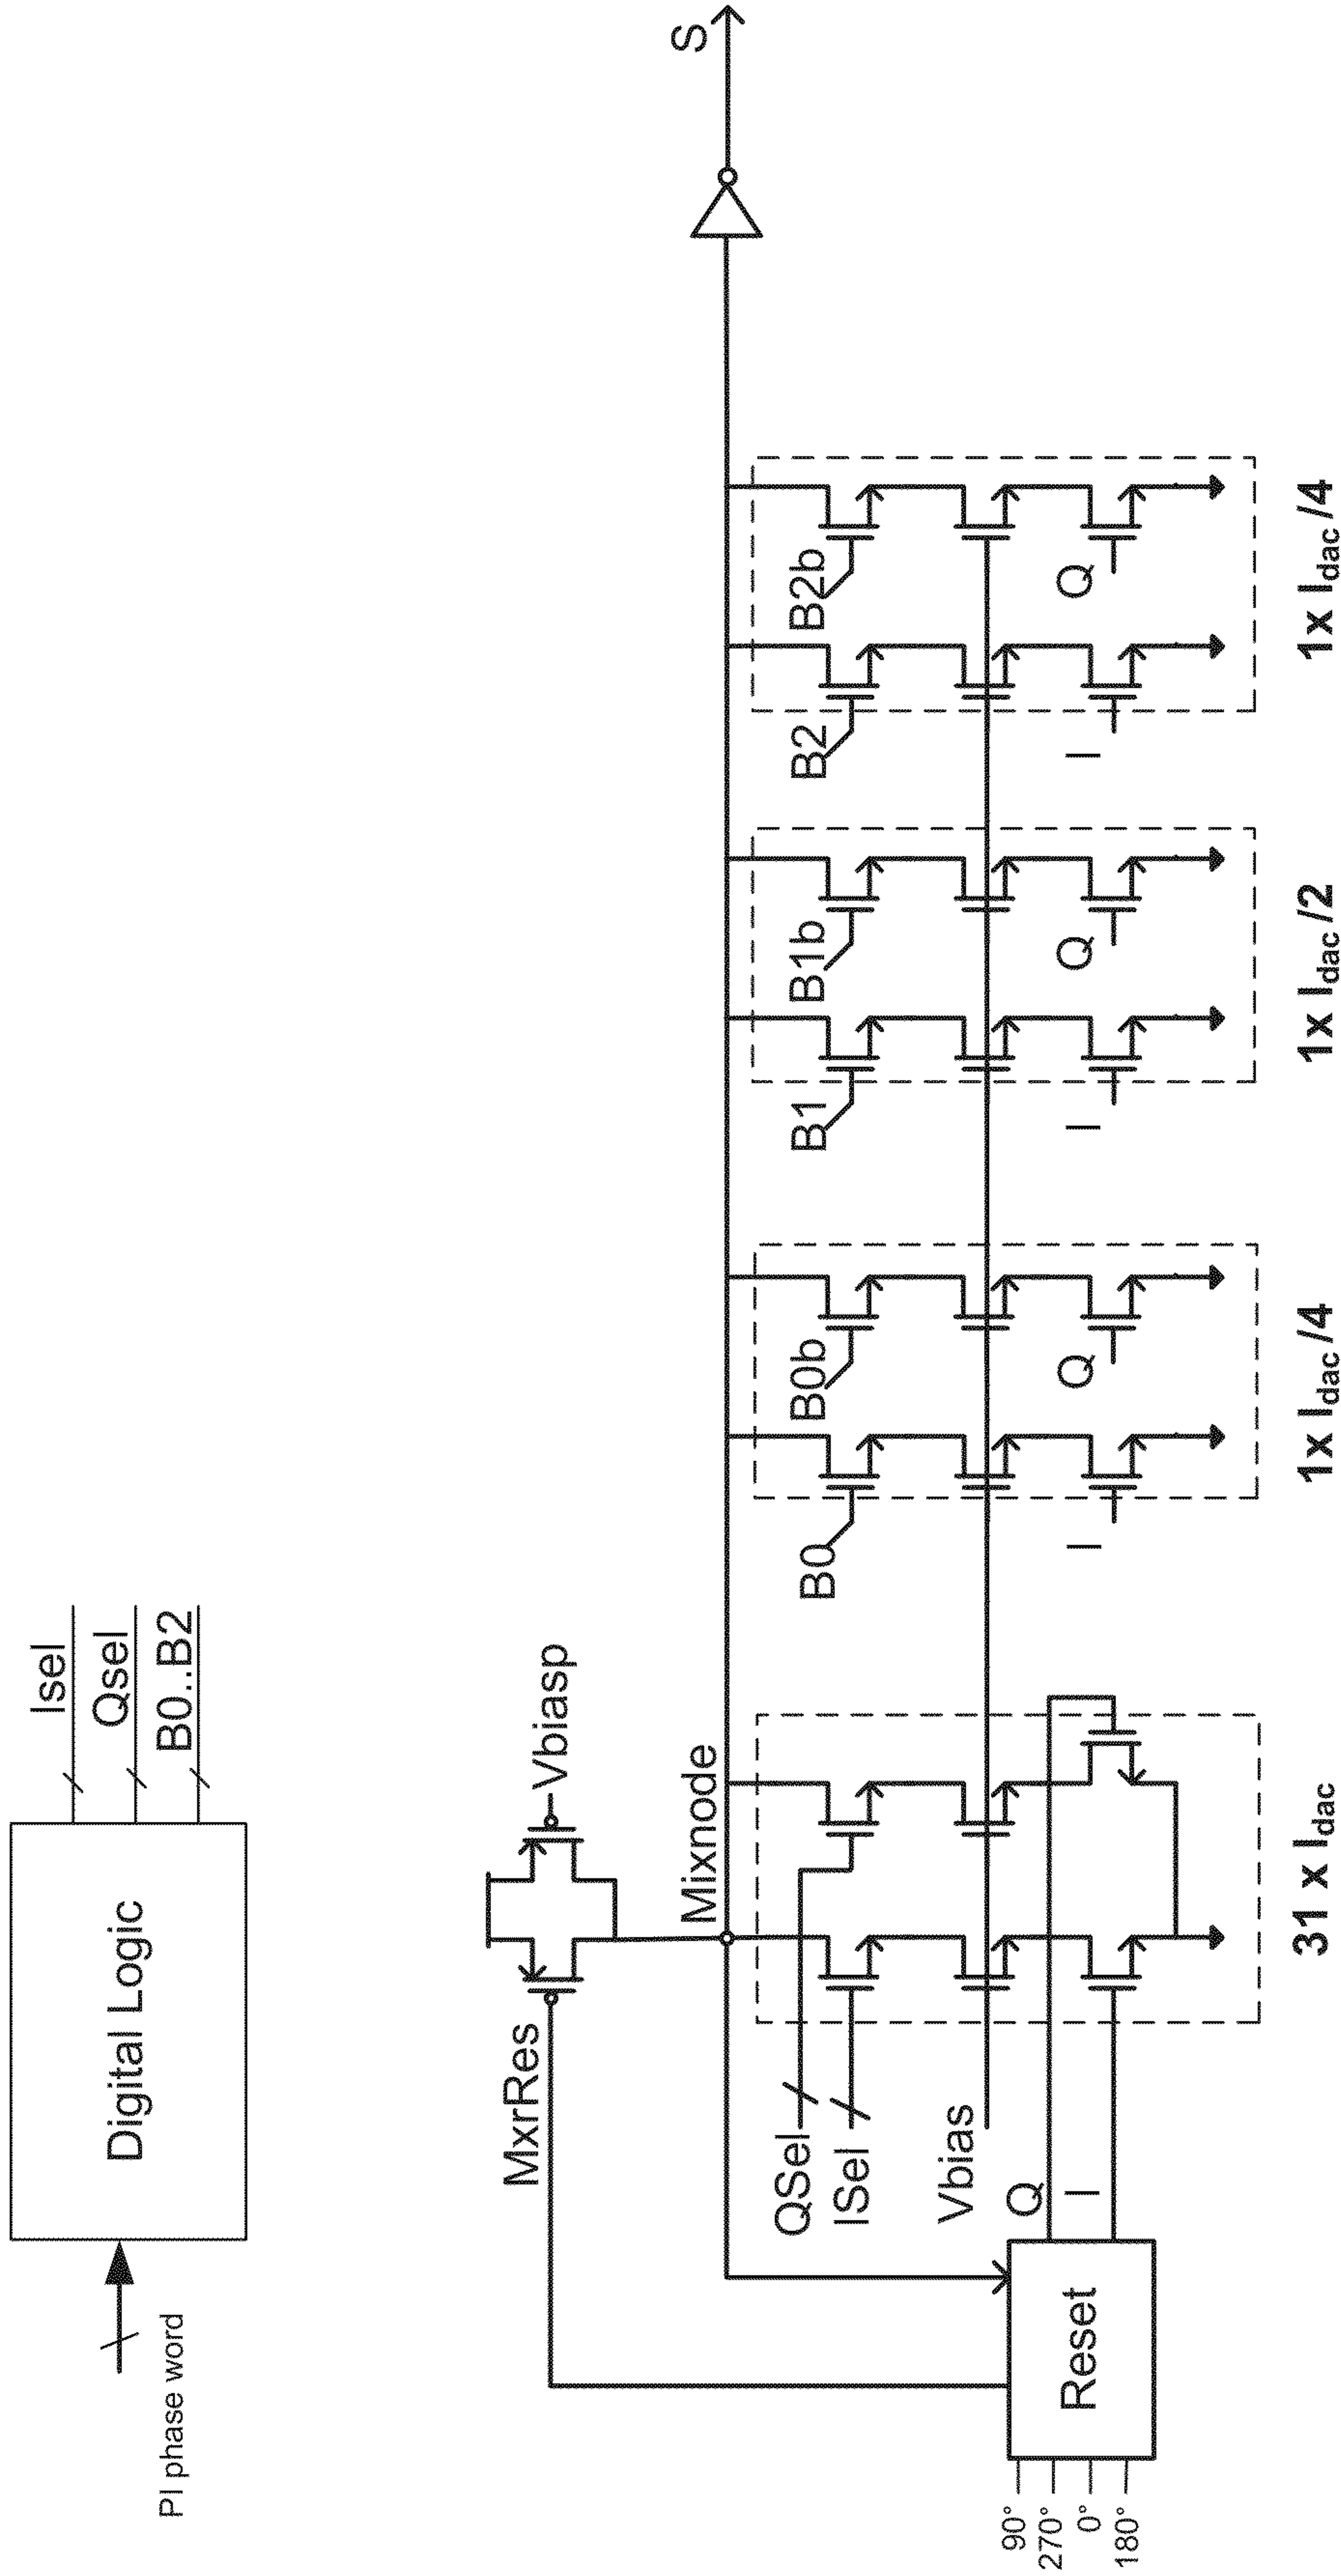 PI phase word
Digital Logic
Isel
Qsel
B0..B2
MxrRes
Vbiasp
Mixnode
S
QSel
ISel
Vbias
Q
I
Reset
90°
270°
0°
180°
B0
B0b
B1
B1b
B2
B2b
I
Q
I
Q
I
Q
31 x Idac
1x Idac/4
1x Idac/2
1x Idac/4